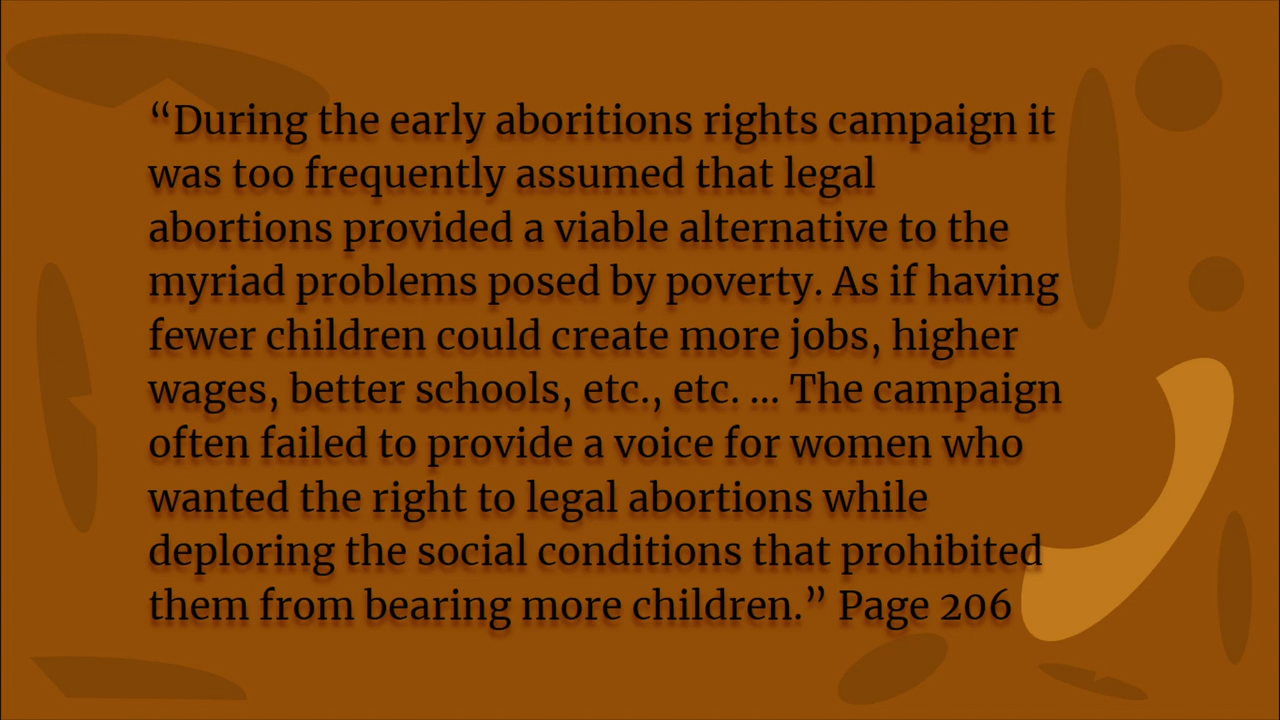 “During the early aboritions rights campaign it
was too frequently assumed that legal
abortions provided a viable alternative to the
myriad problems posed by poverty. As if having
fewer children could create more jobs, higher
wages, better schools, etc., etc. ... The campaign
often failed to provide a voice for women who
wanted the right to legal abortions while
deploring the social conditions that prohibited
them from bearing more children.” Page 206